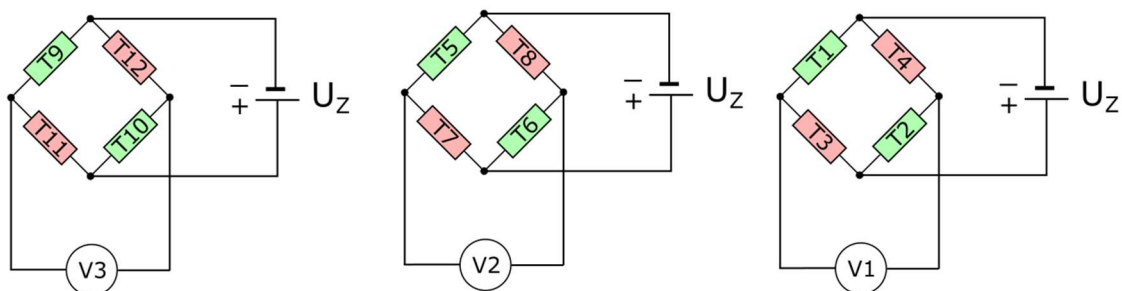 T9
T12
T11
T10
− + U_Z
V3
T5
T8
T7
T6
− + U_Z
V2
T1
T4
T3
T2
− + U_Z
V1